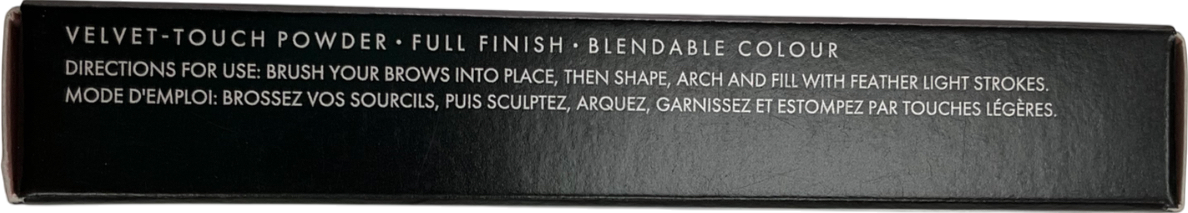 VELVET-TOUCH POWDER • FULL FINISH • BLENDABLE COLOUR
DIRECTIONS FOR USE: BRUSH YOUR BROWS INTO PLACE, THEN SHAPE, ARCH AND FILL WITH FEATHER LIGHT STROKES.
MODE D'EMPLOI: BROSSEZ VOS SOURCILS, PUIS SCULPTEZ, ARQUEZ, GARNISSEZ ET ESTOMPEZ PAR TOUCHES LÉGÈRES.